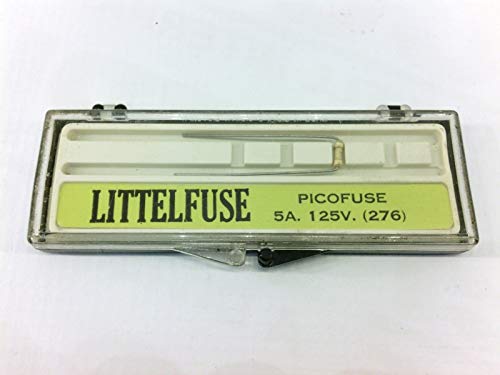 LITTELFUSE
PICOFUSE
5A. 125V. (276)